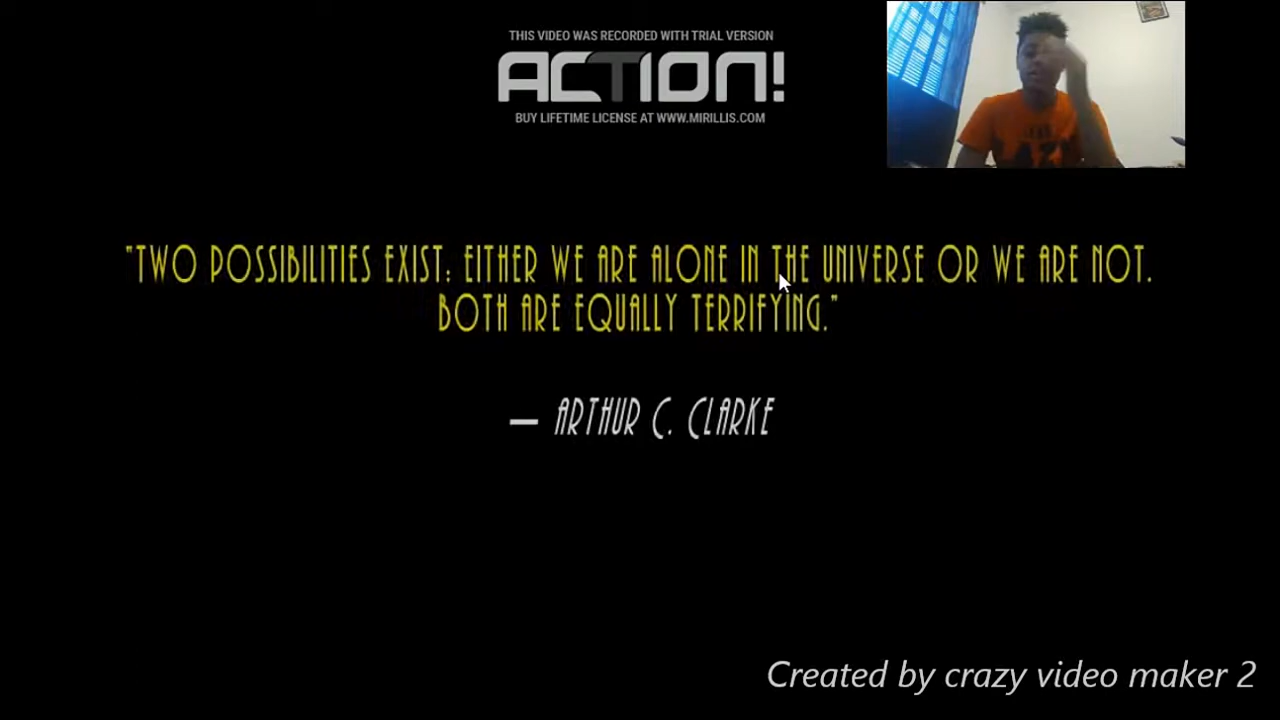 THIS VIDEO WAS RECORDED WITH TRIAL VERSION
ACTION!
BUY LIFETIME LICENSE AT WWW.MIRILLIS.COM
"TWO POSSIBILITIES EXIST: EITHER WE ARE ALONE IN THE UNIVERSE OR WE ARE NOT.
BOTH ARE EQUALLY TERRIFYING."
— ARTHUR C. CLARKE
Created by crazy video maker 2